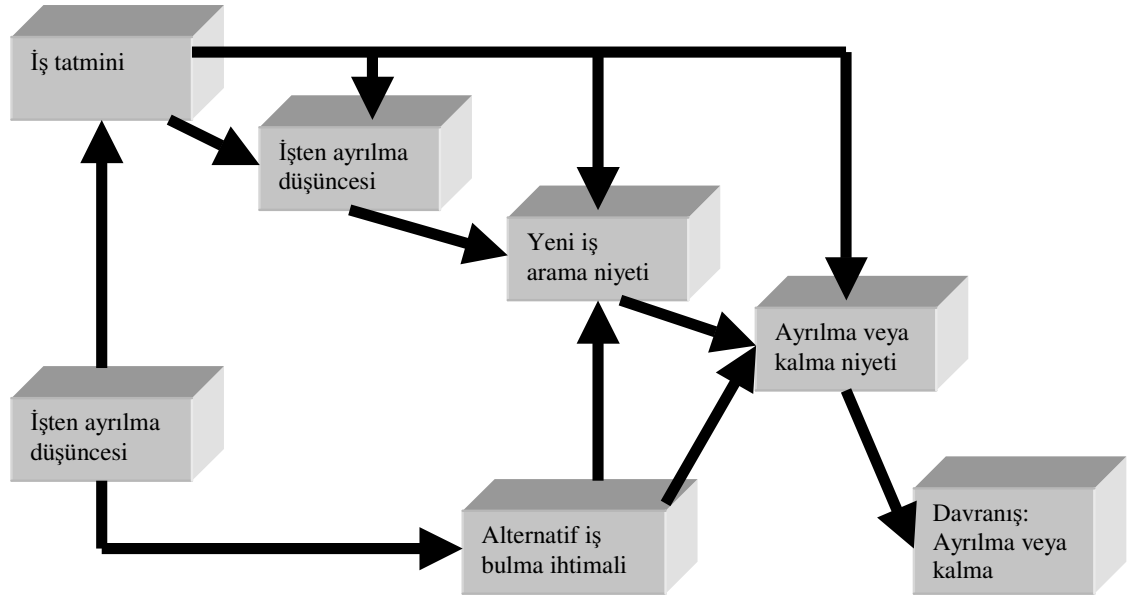 İş tatmini
İşten ayrılma
düşüncesi
Yeni iş
arama niyeti
Ayrılma veya
kalma niyeti
İşten ayrılma
düşüncesi
Alternatif iş
bulma ihtimali
Davranış:
Ayrılma veya
kalma